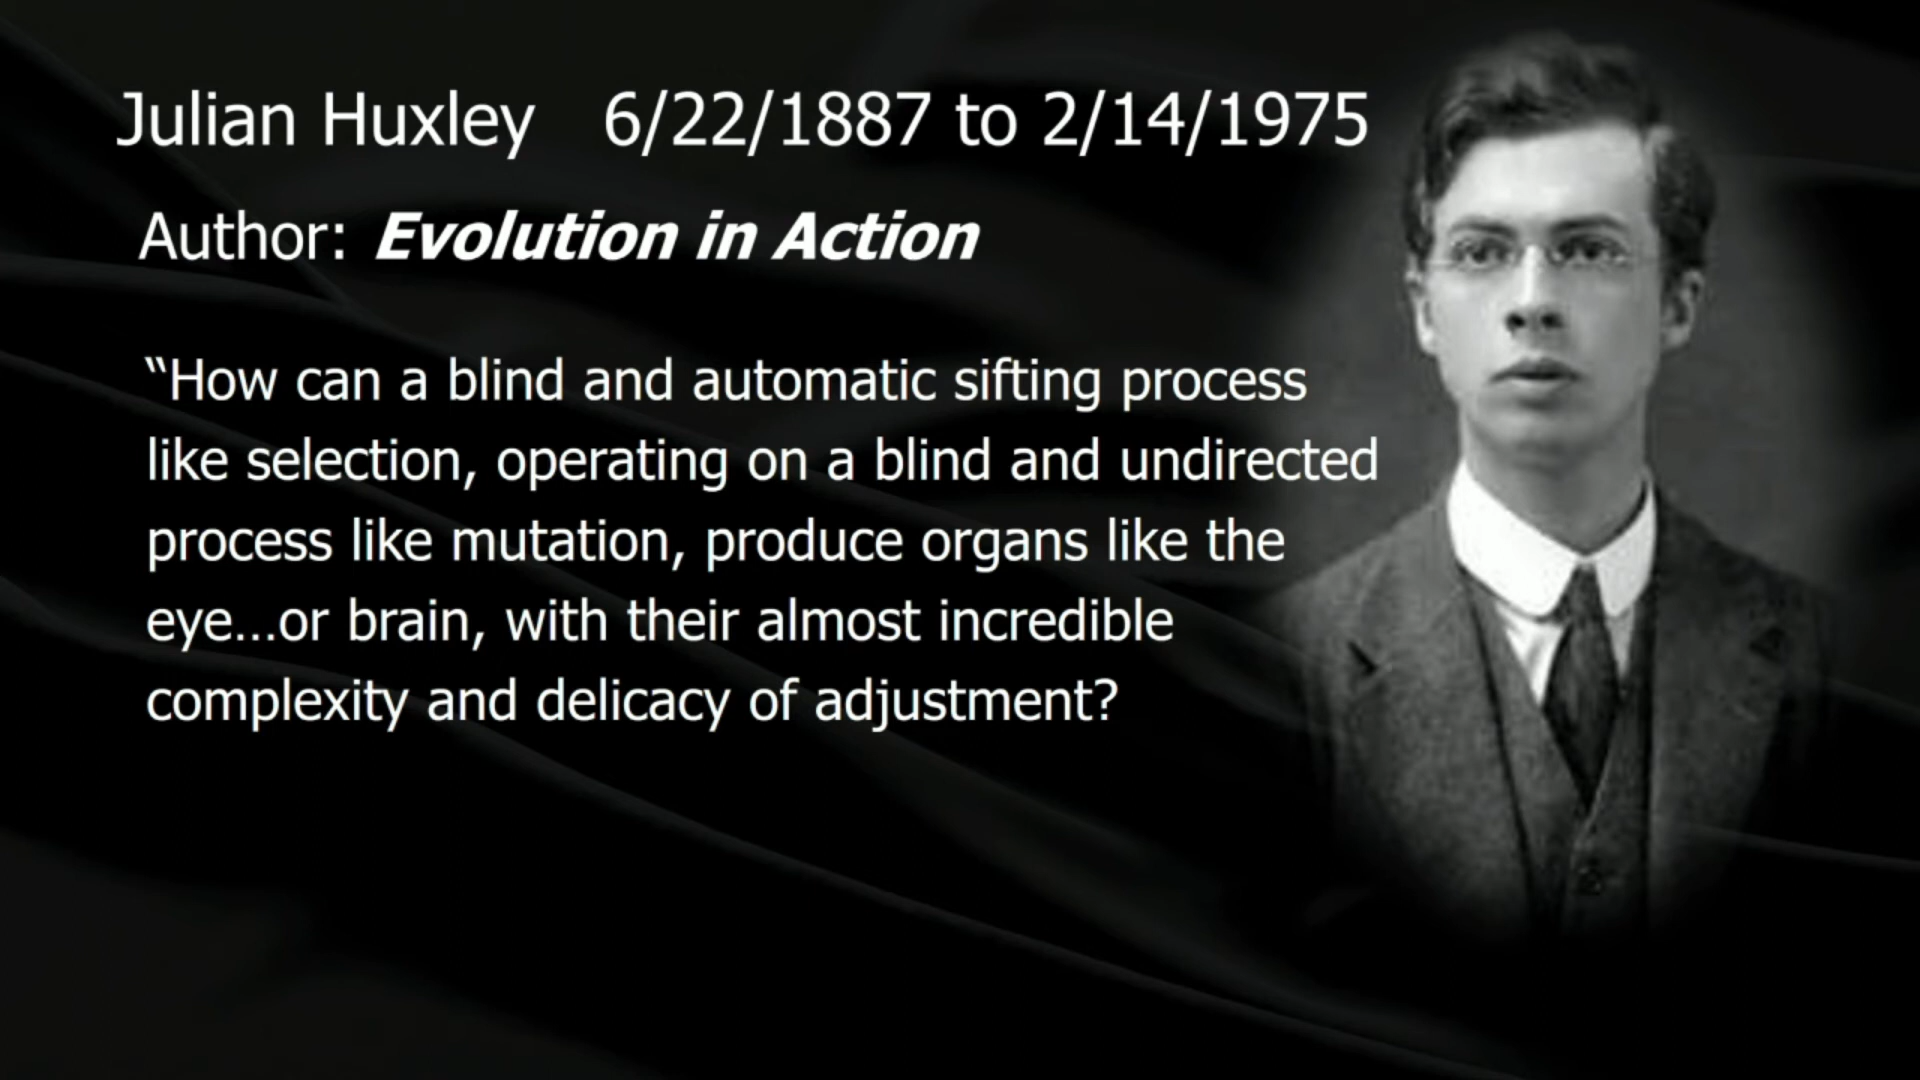 Julian Huxley 6/22/1887 to 2/14/1975
Author: Evolution in Action
“How can a blind and automatic sifting process
like selection, operating on a blind and undirected
process like mutation, produce organs like the
eye...or brain, with their almost incredible
complexity and delicacy of adjustment?